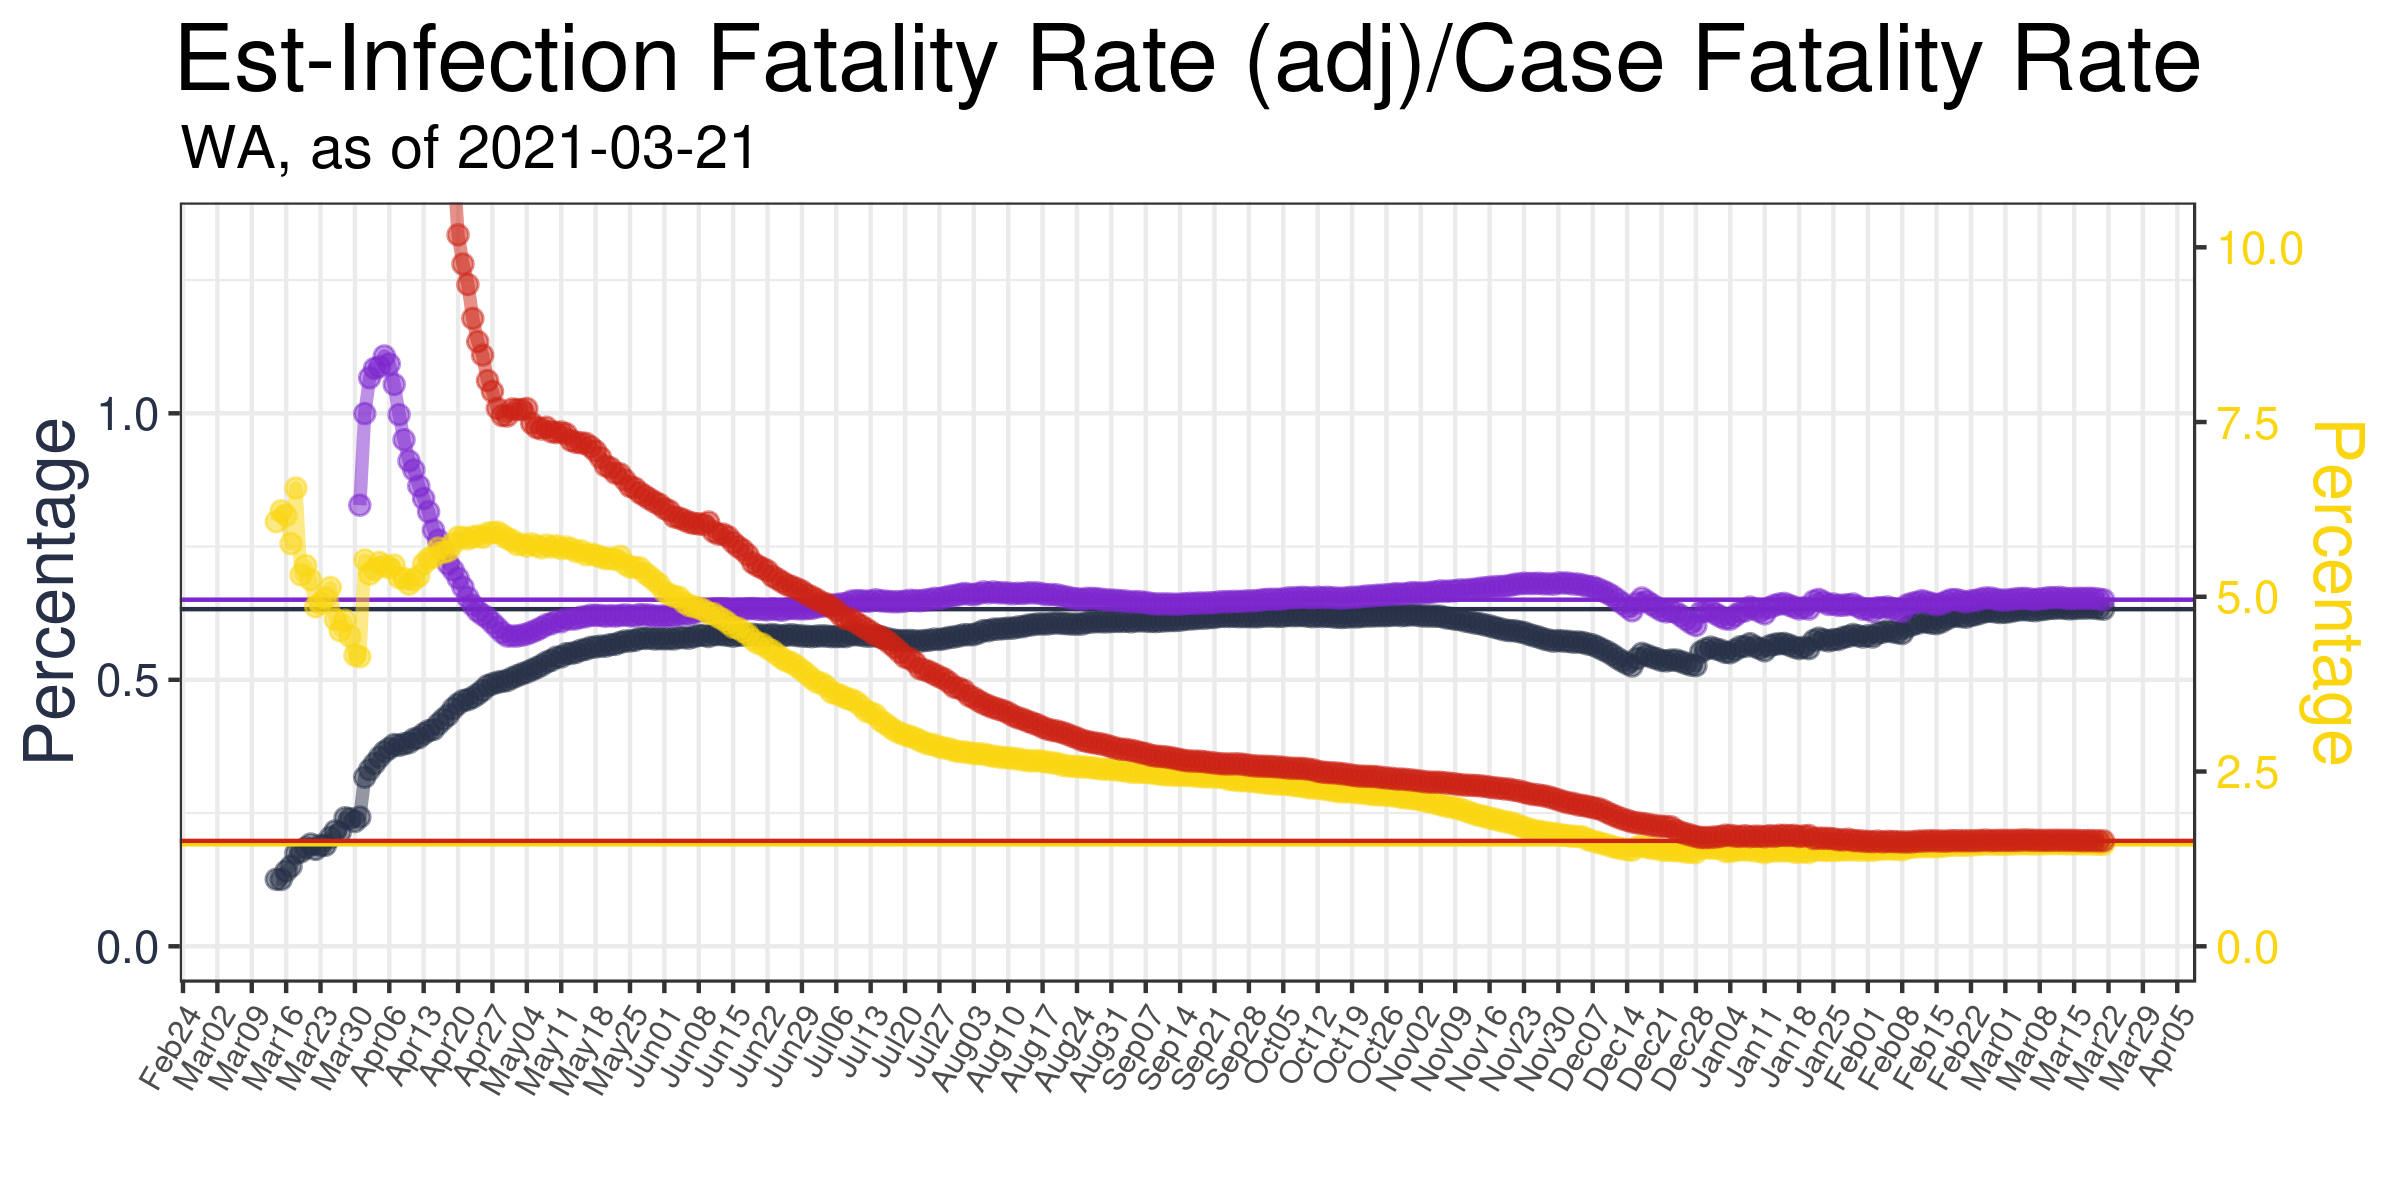 Est-Infection Fatality Rate (adj)/Case Fatality Rate
WA, as of 2021-03-21
Percentage
1.0
0.5
0.0
10.0
7.5
5.0
2.5
0.0
Percentage
Feb24
Mar02
Mar09
Mar16
Mar23
Mar30
Apr06
Apr13
Apr20
Apr27
May04
May11
May18
May25
Jun01
Jun08
Jun15
Jun22
Jun29
Jul06
Jul13
Jul20
Jul27
Aug03
Aug10
Aug17
Aug24
Aug31
Sep07
Sep14
Sep21
Sep28
Oct05
Oct12
Oct19
Oct26
Nov02
Nov09
Nov16
Nov23
Nov30
Dec07
Dec14
Dec21
Dec28
Jan04
Jan11
Jan18
Jan25
Feb01
Feb08
Feb15
Feb22
Mar01
Mar08
Mar15
Mar22
Mar29
Apr05